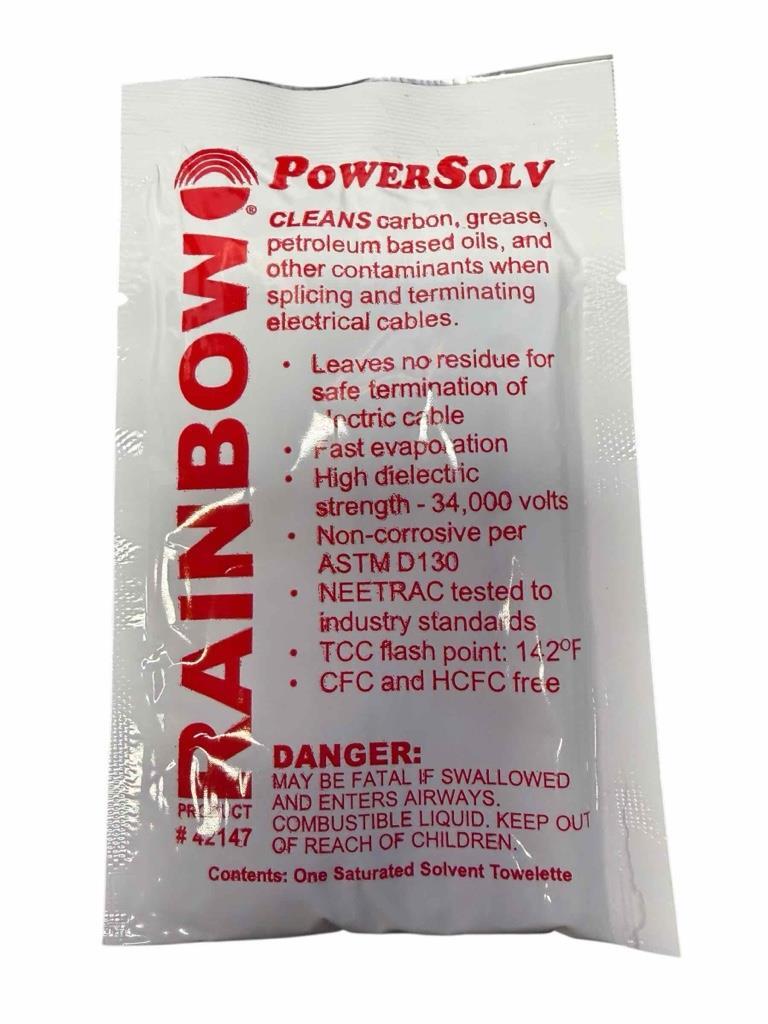 RAINBOW®
POWERSOLV
CLEANS carbon, grease,
petroleum based oils, and
other contaminants when
splicing and terminating
electrical cables.
• Leaves no residue for
safe termination of
electric cable
• Fast evaporation
• High dielectric
strength - 34,000 volts
• Non-corrosive per
ASTM D130
• NEETRAC tested to
industry standards
• TCC flash point: 142ºF
• CFC and HCFC free
DANGER:
MAY BE FATAL IF SWALLOWED
AND ENTERS AIRWAYS.
COMBUSTIBLE LIQUID. KEEP OUT
OF REACH OF CHILDREN.
PRODUCT
# 42147
Contents: One Saturated Solvent Towelette